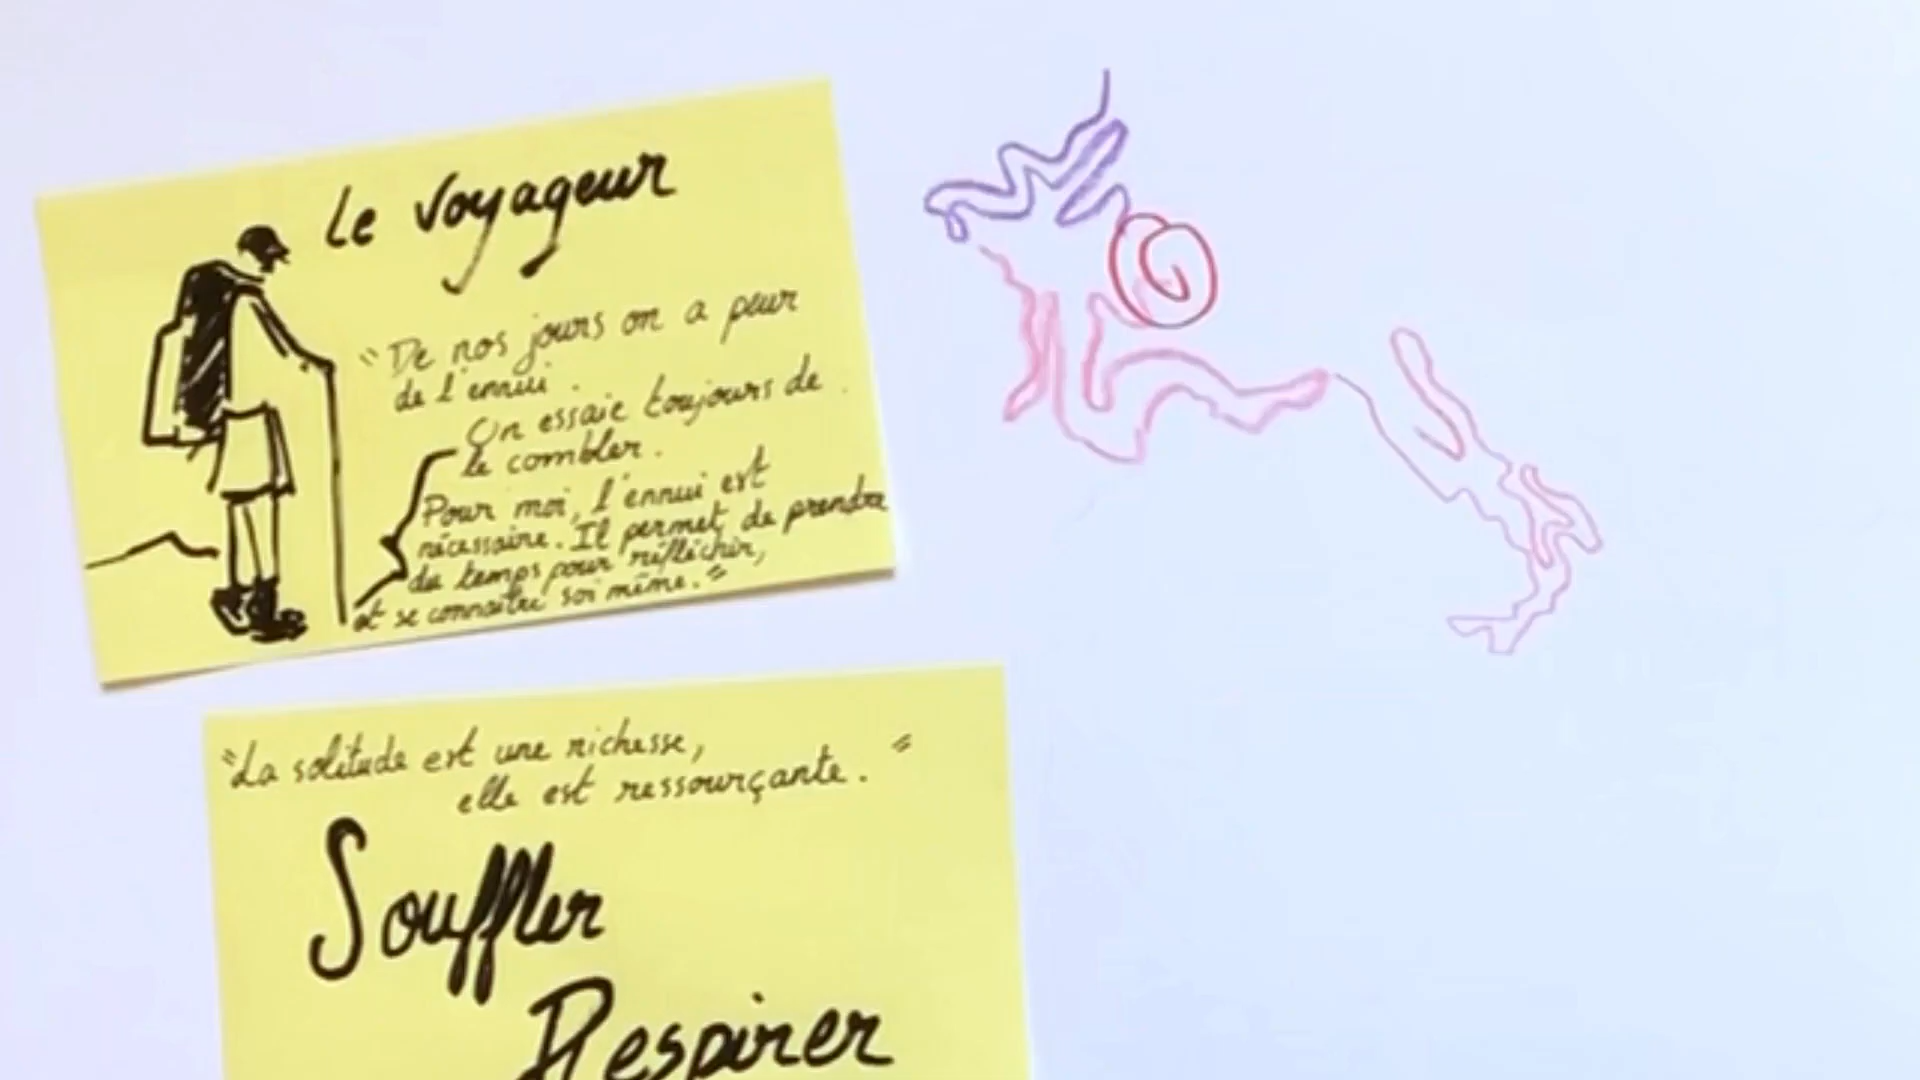 Le voyageur
"De nos jours on a peur
de l'ennui.
On essaie toujours de
le combler.
Pour moi, l'ennui est
nécessaire. Il permet de prendre
du temps pour réfléchir,
et se connaître soi même."
"La solitude est une richesse,
elle est ressourçante. "
Souffler
Respirer